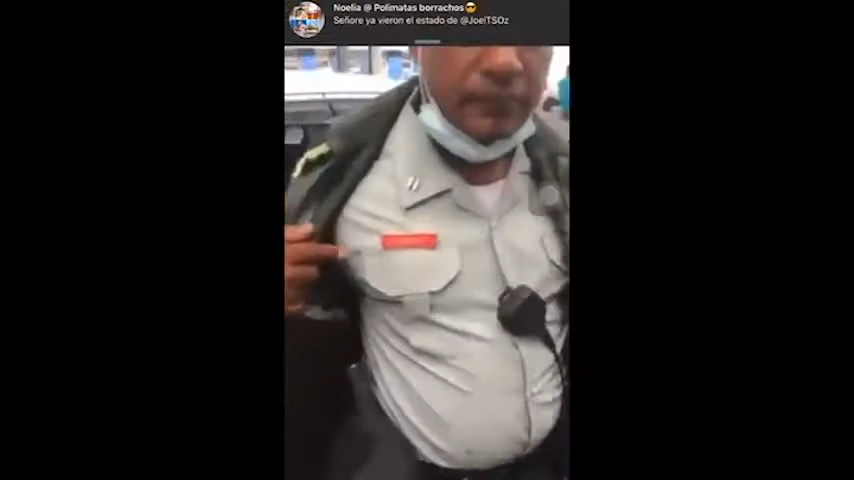 Noelia @ Polimatas borrachos😎
Señore ya vieron el estado de @JoelTSOz